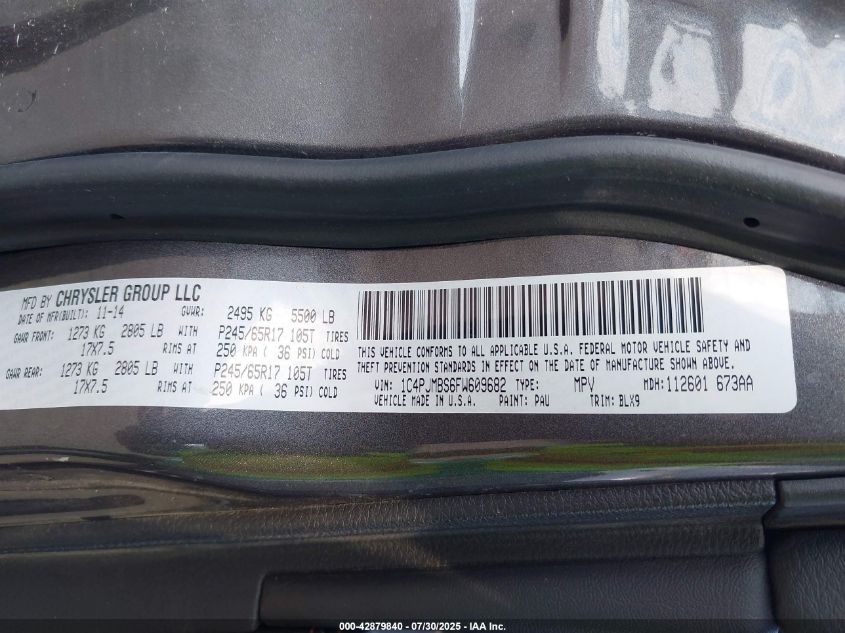 MFD BY CHRYSLER GROUP LLC
DATE OF MFR(BUILT): 11-14 GVWR: 2495 KG 5500 LB
GAWR FRONT: 1273 KG 2805 LB WITH P245/65R17 105T TIRES
17X7.5 RIMS AT 250 KPA ( 36 PSI) COLD
GAWR REAR: 1273 KG 2805 LB WITH P245/65R17 105T TIRES
17X7.5 RIMS AT 250 KPA ( 36 PSI) COLD
THIS VEHICLE CONFORMS TO ALL APPLICABLE U.S.A. FEDERAL MOTOR VEHICLE SAFETY AND
THEFT PREVENTION STANDARDS IN EFFECT ON THE DATE OF MANUFACTURE SHOWN ABOVE.
VIN: 1C4PJMBS6FW609682 TYPE: MPV MDH: 112601 673AA
VEHICLE MADE IN U.S.A. PAINT: PAU TRIM: BLX9
000-42879840 - 07/30/2025 - IAA Inc.